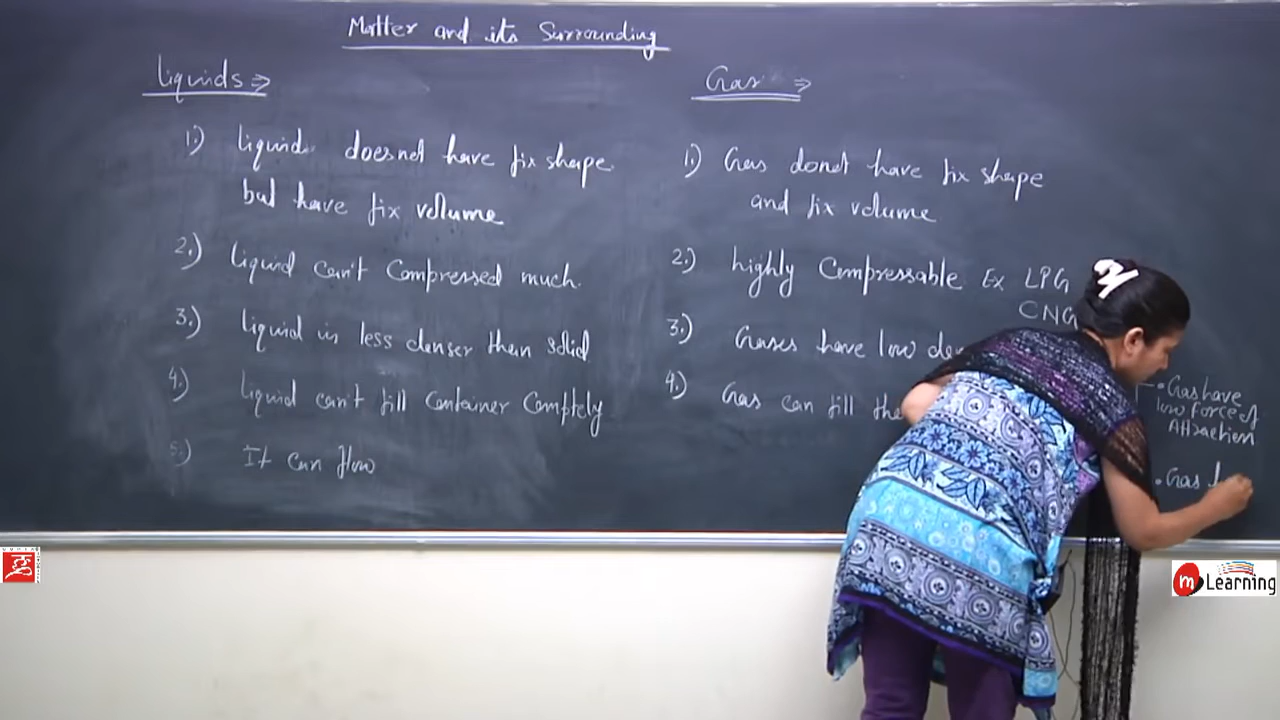 Matter and its Surrounding
Liquids ⇒
1.) Liquid doesnot have fix shape
but have fix volume
2.) Liquid can't Compressed much.
3.) Liquid is less denser than solid
4.) Liquid can't fill Container Completely
5.) It can flow
Gas ⇒
1.) Gas donot have fix shape
and fix volume
2.) highly Compressable Ex LPG
CNG
3.) Gases have low
4.) Gas can fill the
• Gas have
low force of
Attraction
• Gas
m Learning